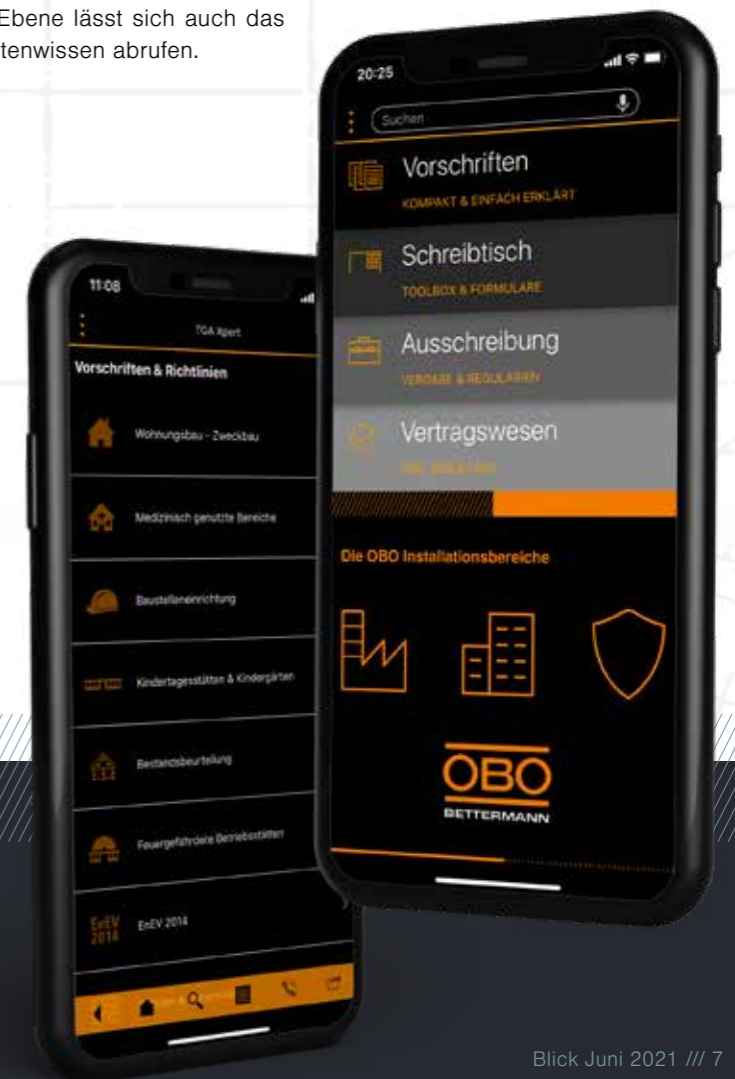 Ebene lässt sich auch das
tenwissen abrufen.
20:25
Suchen
Vorschriften
KOMPAKT & EINFACH ERKLÄRT
Schreibtisch
TOOLBOX & FORMULARE
Ausschreibung
VERGABE & REGULARIEN
Vertragswesen
Die OBO Installationsbereiche
OBO
BETTERMANN
11:08
TGA Xpert
Vorschriften & Richtlinien
Wohnungsbau - Zweckbau
Medizinisch genutzte Bereiche
Baustelleneinrichtung
Kindertagesstätten & Kindergärten
Bestandsbeurteilung
Feuergefährdete Betriebsstätten
EnEV
2014
EnEV 2014
Blick Juni 2021 /// 7